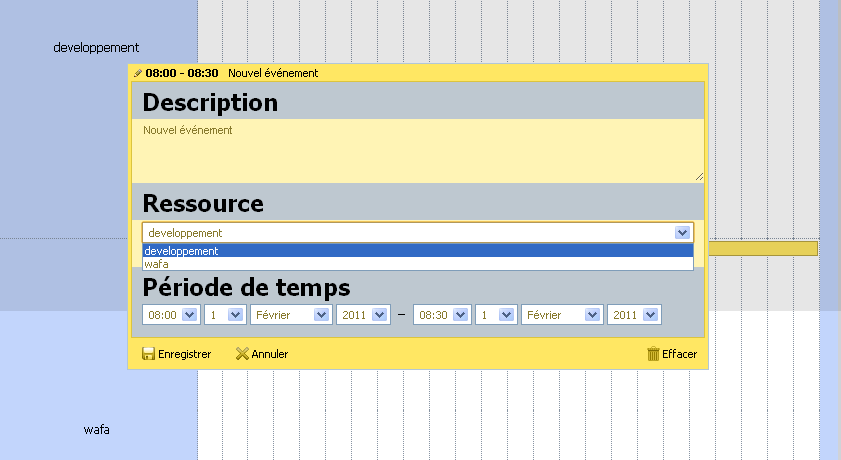 developpement
08:00 - 08:30 Nouvel événement
Description
Nouvel événement
Ressource
developpement
developpement
wafa
Période de temps
08:00 1 Février 2011 – 08:30 1 Février 2011
Enregistrer Annuler Effacer
wafa